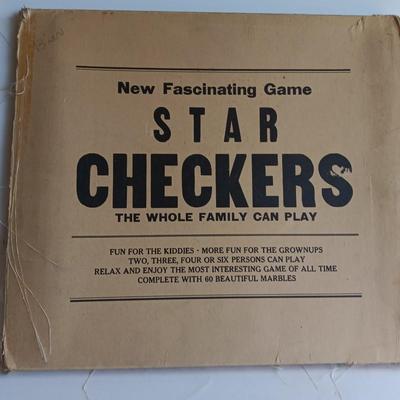 New Fascinating Game
STAR
CHECKERS
THE WHOLE FAMILY CAN PLAY
FUN FOR THE KIDDIES - MORE FUN FOR THE GROWNUPS
TWO, THREE, FOUR OR SIX PERSONS CAN PLAY
RELAX AND ENJOY THE MOST INTERESTING GAME OF ALL TIME
COMPLETE WITH 60 BEAUTIFUL MARBLES